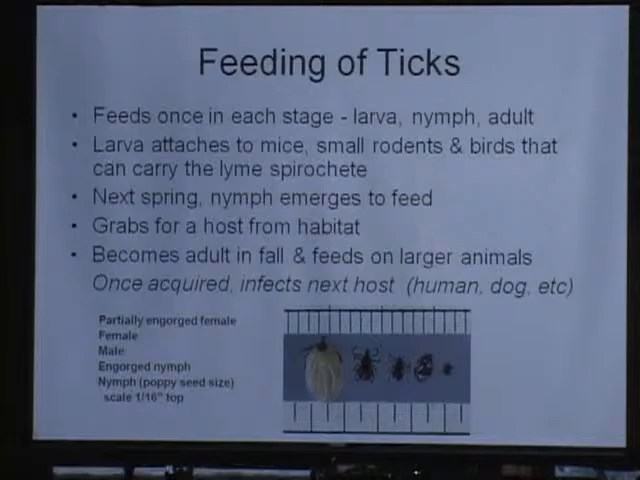 Feeding of Ticks
• Feeds once in each stage - larva, nymph, adult
• Larva attaches to mice, small rodents & birds that
can carry the lyme spirochete
• Next spring, nymph emerges to feed
• Grabs for a host from habitat
• Becomes adult in fall & feeds on larger animals
Once acquired, infects next host (human, dog, etc)
Partially engorged female
Female
Male
Engorged nymph
Nymph (poppy seed size)
scale 1/16" top